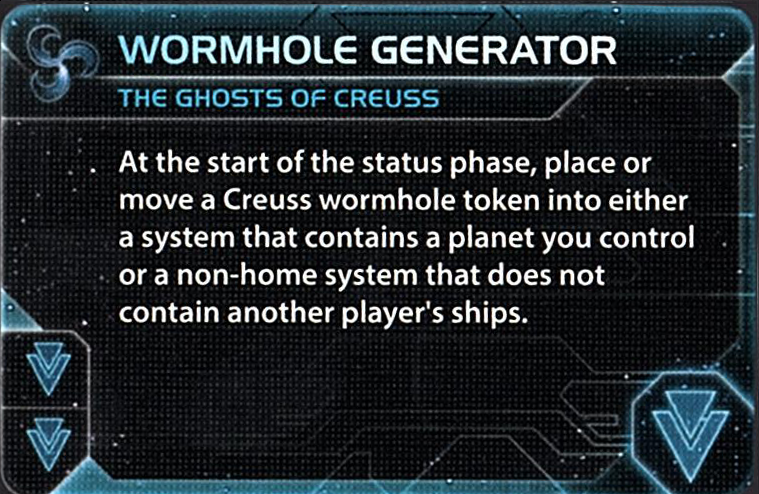 WORMHOLE GENERATOR
THE GHOSTS OF CREUSS
At the start of the status phase, place or
move a Creuss wormhole token into either
a system that contains a planet you control
or a non-home system that does not
contain another player's ships.